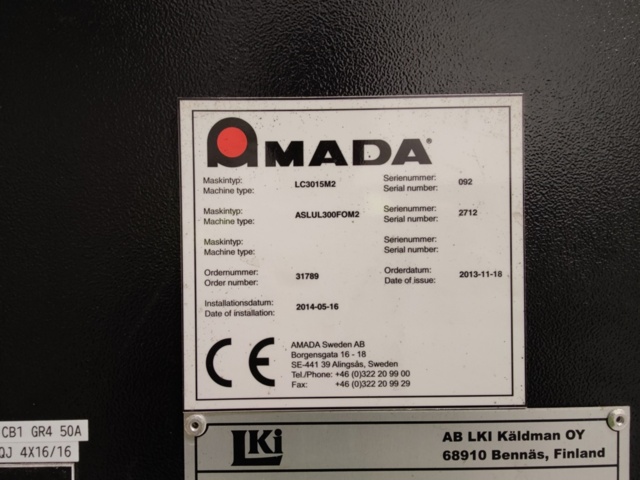 AMADA®
Maskintyp: LC3015M2 Serienummer: 092
Machine type: Serial number:
Maskintyp: ASLUL300FOM2 Serienummer: 2712
Machine type: Serial number:
Maskintyp: Serienummer:
Machine type: Serial number:
Ordernummer: 31789 Orderdatum: 2013-11-18
Order number: Date of issue:
Installationsdatum: 2014-05-16
Date of installation:
CE
AMADA Sweden AB
Borgensgata 16 - 18
SE-441 39 Alingsås, Sweden
Tel./Phone: +46 (0)322 20 99 00
Fax: +46 (0)322 20 99 29
CB1 GR4 50A
QJ 4X16/16
LKi
AB LKI Käldman OY
68910 Bennäs, Finland